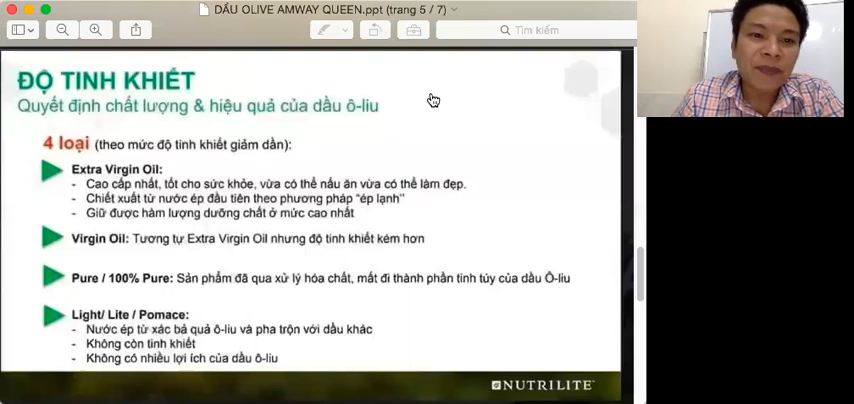 DẦU OLIVE AMWAY QUEEN.ppt (trang 5 / 7)
Tìm kiếm
ĐỘ TINH KHIẾT
Quyết định chất lượng & hiệu quả của dầu ô-liu
4 loại (theo mức độ tinh khiết giảm dần):
Extra Virgin Oil:
- Cao cấp nhất, tốt cho sức khỏe, vừa có thể nấu ăn vừa có thể làm đẹp.
- Chiết xuất từ nước ép đầu tiên theo phương pháp "ép lạnh"
- Giữ được hàm lượng dưỡng chất ở mức cao nhất
Virgin Oil: Tương tự Extra Virgin Oil nhưng độ tinh khiết kém hơn
Pure / 100% Pure: Sản phẩm đã qua xử lý hóa chất, mất đi thành phần tinh túy của dầu Ô-liu
Light/ Lite / Pomace:
- Nước ép từ xác bả quả ô-liu và pha trộn với dầu khác
- Không còn tinh khiết
- Không có nhiều lợi ích của dầu ô-liu
NUTRILITE